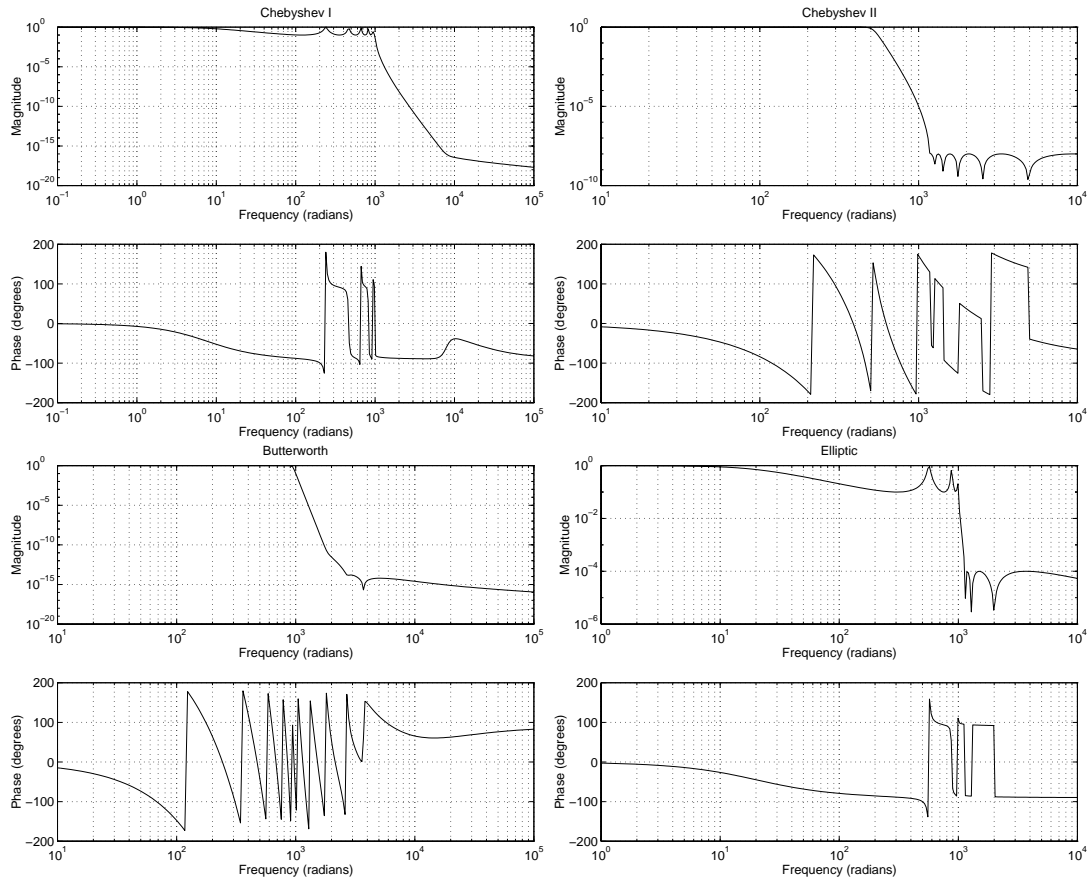 Chebyshev I
Magnitude
10^0
10^−5
10^−10
10^−15
10^−20
10^−1 10^0 10^1 10^2 10^3 10^4 10^5
Frequency (radians)
Chebyshev II
Magnitude
10^0
10^−5
10^−10
10^1 10^2 10^3 10^4
Frequency (radians)
Phase (degrees)
200
100
0
−100
−200
10^−1 10^0 10^1 10^2 10^3 10^4 10^5
Frequency (radians)
Phase (degrees)
200
100
0
−100
−200
10^1 10^2 10^3 10^4
Frequency (radians)
Butterworth
Magnitude
10^0
10^−5
10^−10
10^−15
10^−20
10^1 10^2 10^3 10^4 10^5
Frequency (radians)
Elliptic
Magnitude
10^0
10^−2
10^−4
10^−6
10^0 10^1 10^2 10^3 10^4
Frequency (radians)
Phase (degrees)
200
100
0
−100
−200
10^1 10^2 10^3 10^4 10^5
Frequency (radians)
Phase (degrees)
200
100
0
−100
−200
10^0 10^1 10^2 10^3 10^4
Frequency (radians)